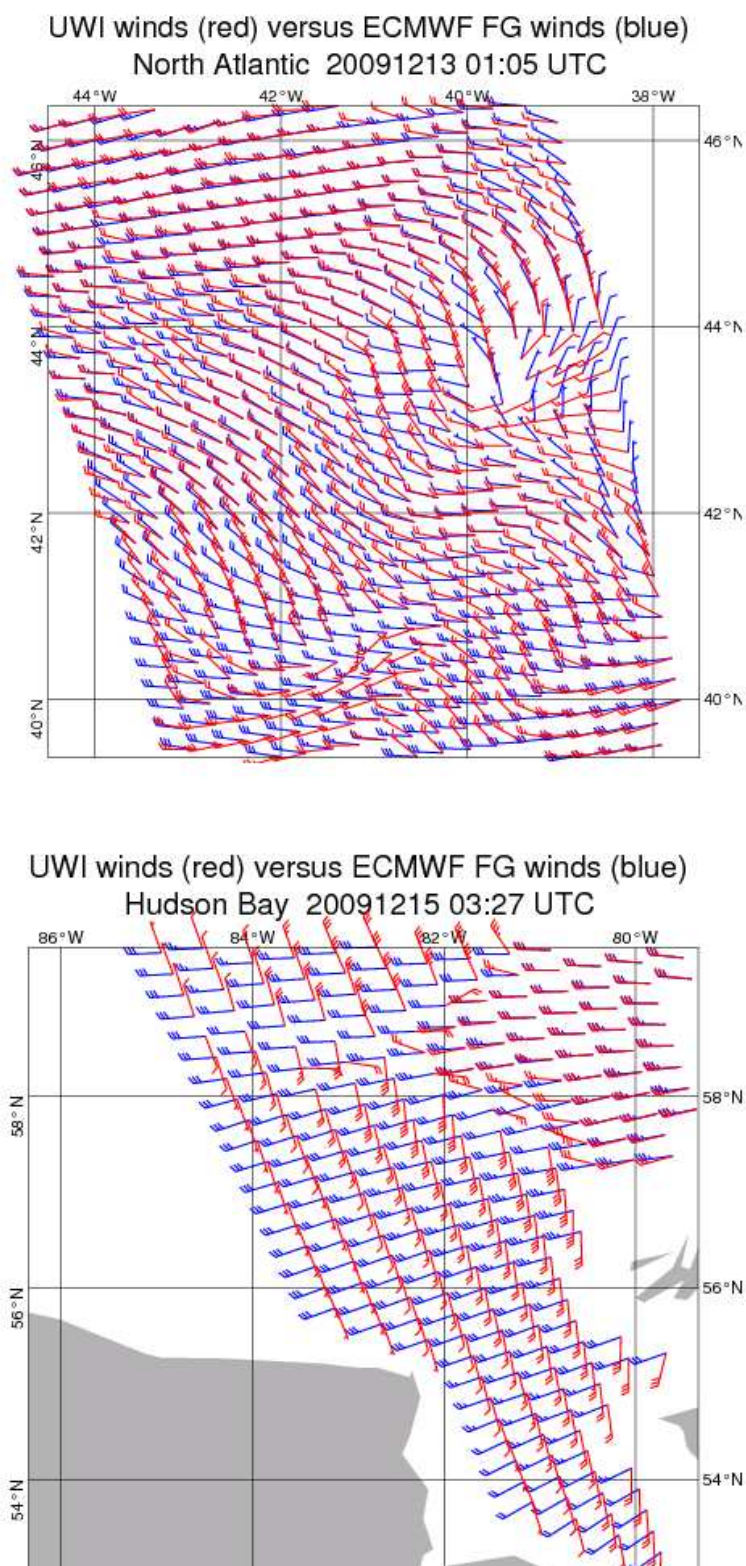 UWI winds (red) versus ECMWF FG winds (blue)
North Atlantic 20091213 01:05 UTC
44°W 42°W 40°W 38°W
46°N 46°N
44°N 44°N
42°N 42°N
40°N 40°N
UWI winds (red) versus ECMWF FG winds (blue)
Hudson Bay 20091215 03:27 UTC
86°W 84°W 82°W 80°W
58°N 58°N
56°N 56°N
54°N 54°N